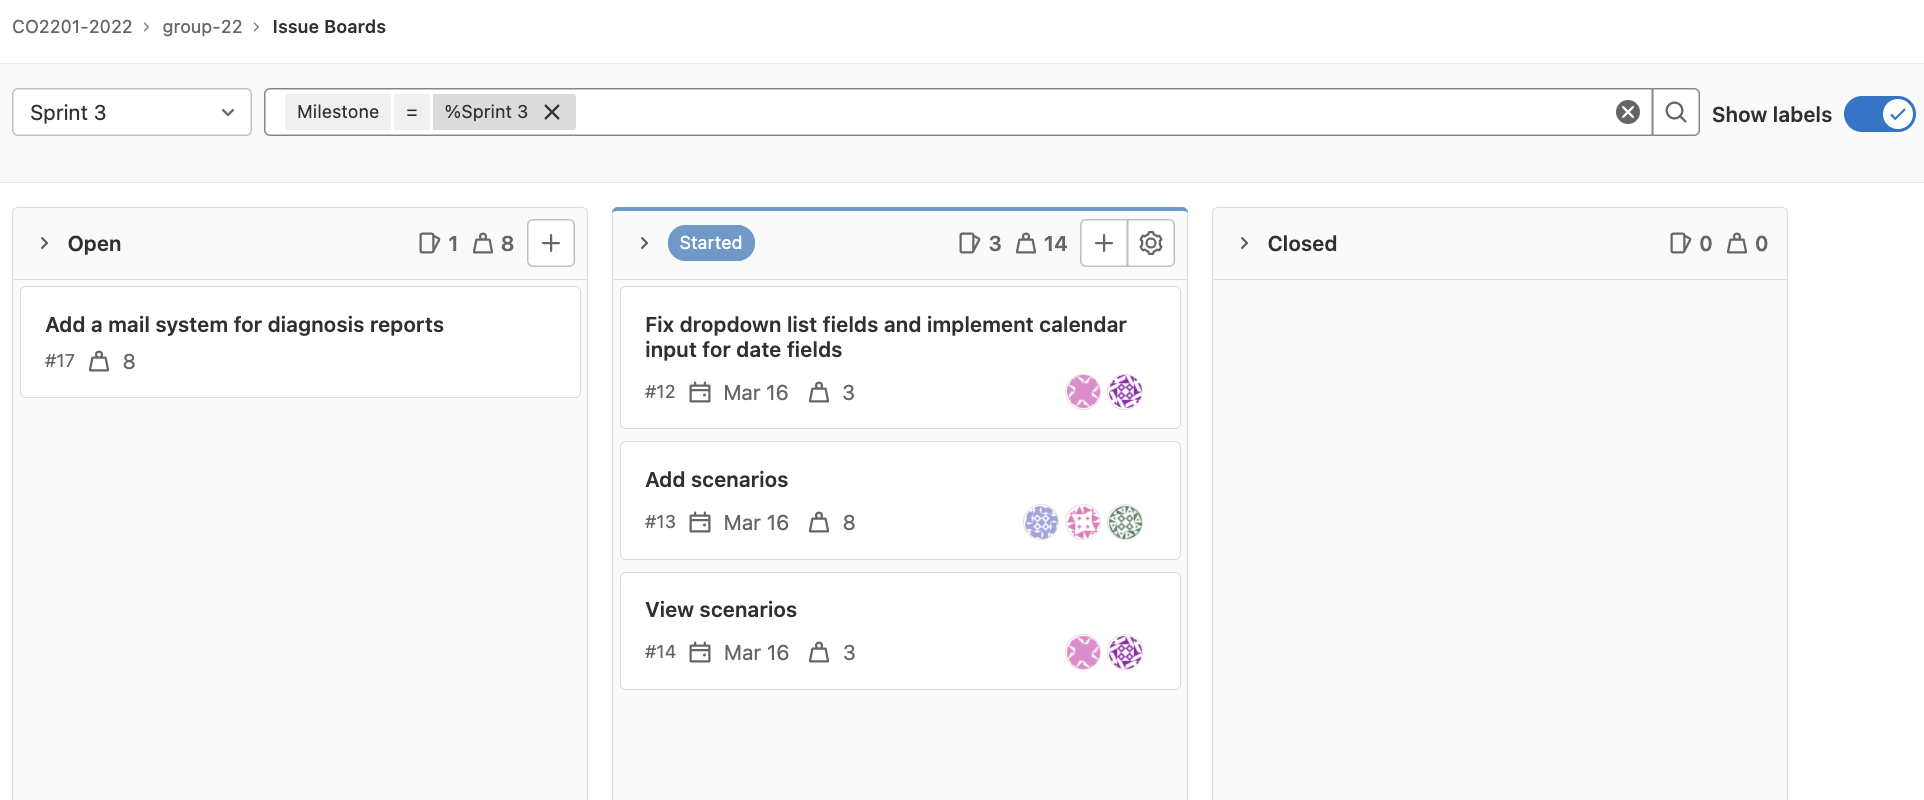 CO2201-2022 › group-22 › Issue Boards
Sprint 3
Milestone = %Sprint 3
Show labels
Open 1 8
Add a mail system for diagnosis reports
#17 8
Started 3 14
Fix dropdown list fields and implement calendar
input for date fields
#12 Mar 16 3
Add scenarios
#13 Mar 16 8
View scenarios
#14 Mar 16 3
Closed 0 0